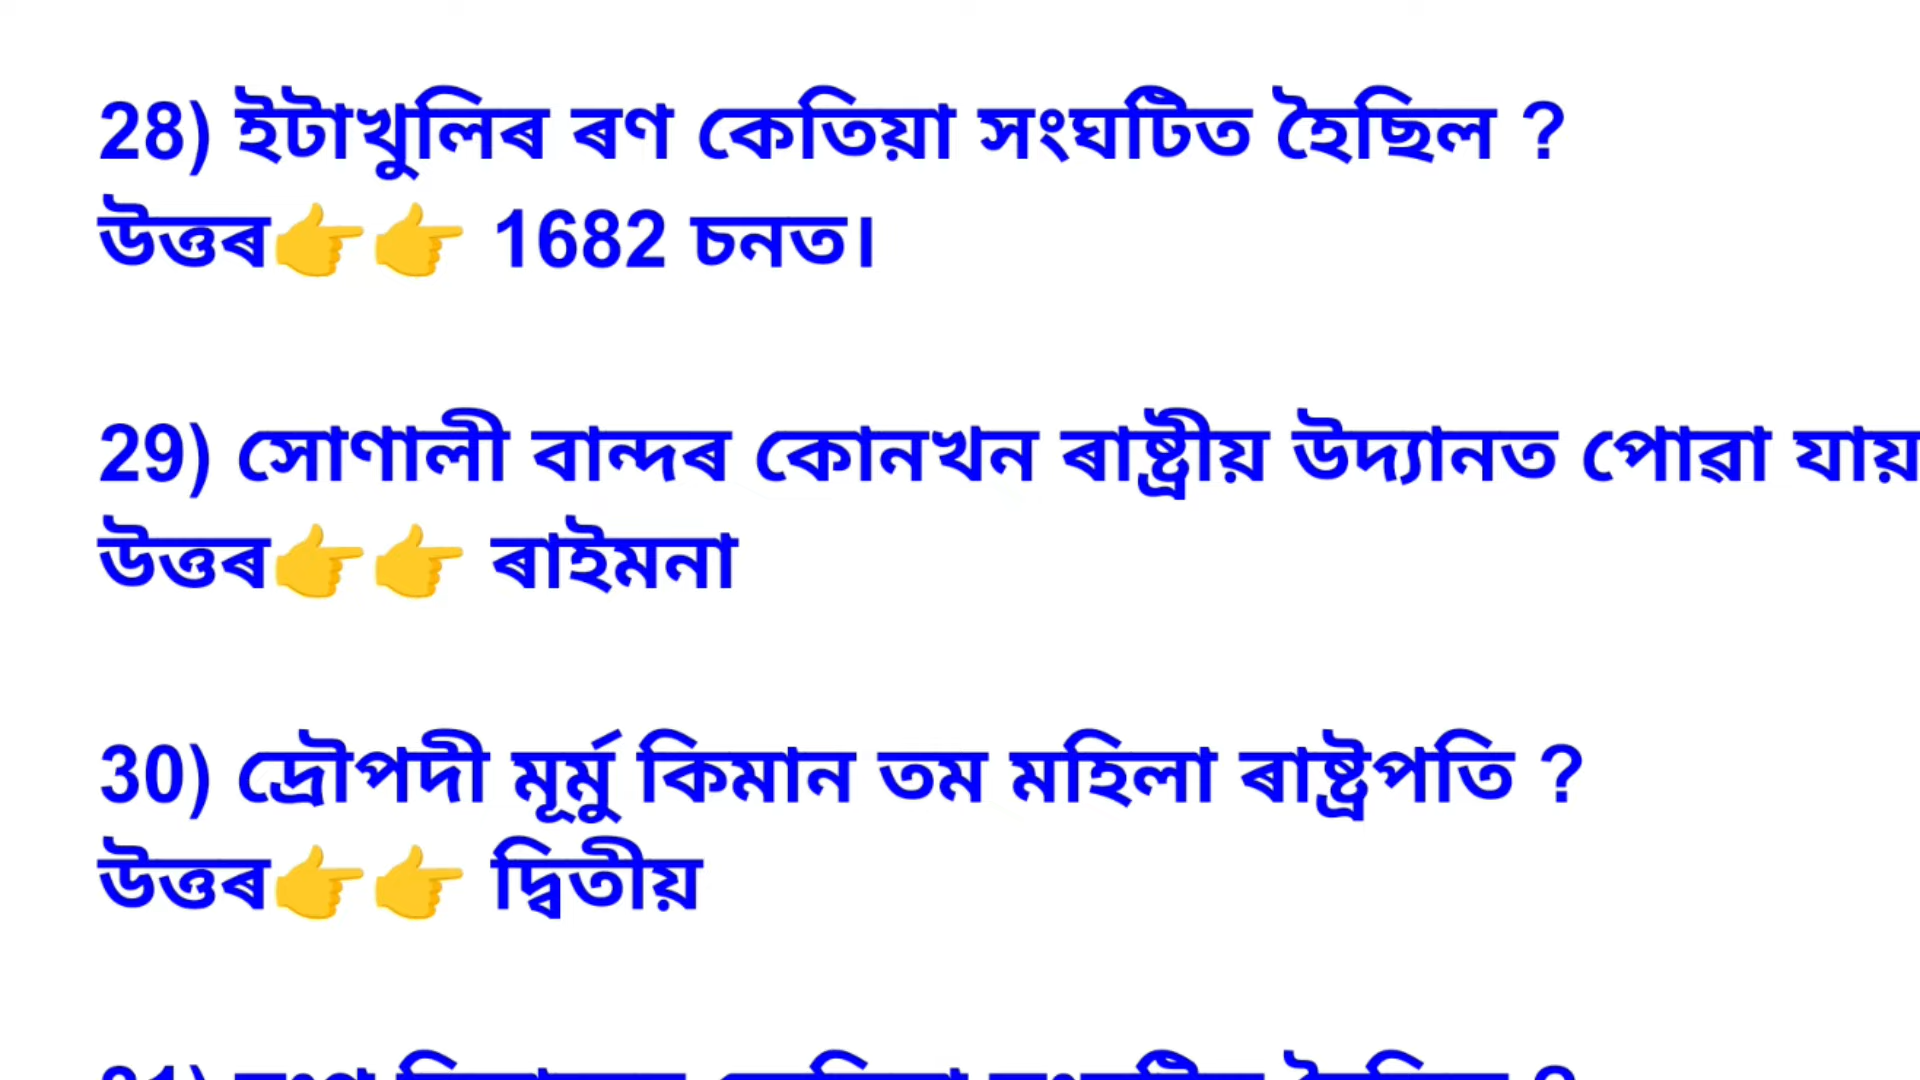 28) ইটাখুলিৰ ৰণ কেতিয়া সংঘটিত হৈছিল ?
উত্তৰ👉👉 1682 চনত।
29) সোণালী বান্দৰ কোনখন ৰাষ্ট্ৰীয় উদ্যানত পোৱা যায়
উত্তৰ👉👉 ৰাইমনা
30) দ্ৰৌপদী মূৰ্মু কিমান তম মহিলা ৰাষ্ট্ৰপতি ?
উত্তৰ👉👉 দ্বিতীয়